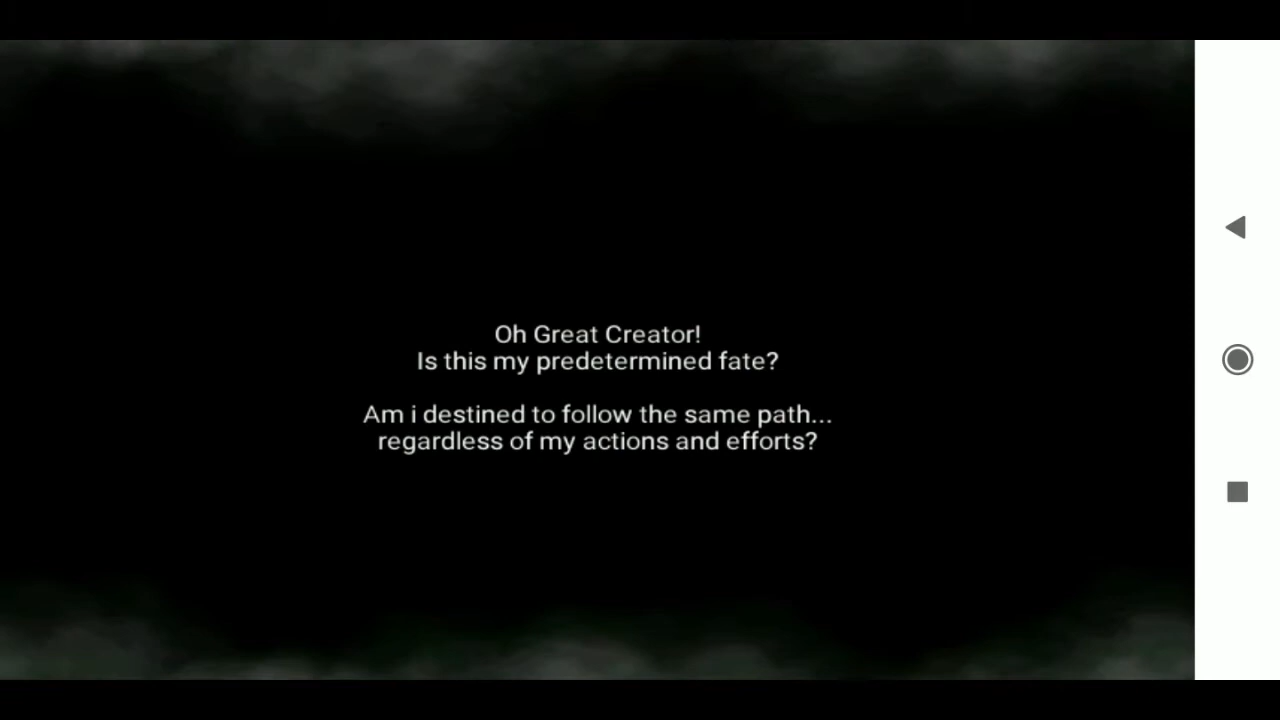 Oh Great Creator!
Is this my predetermined fate?
Am i destined to follow the same path...
regardless of my actions and efforts?